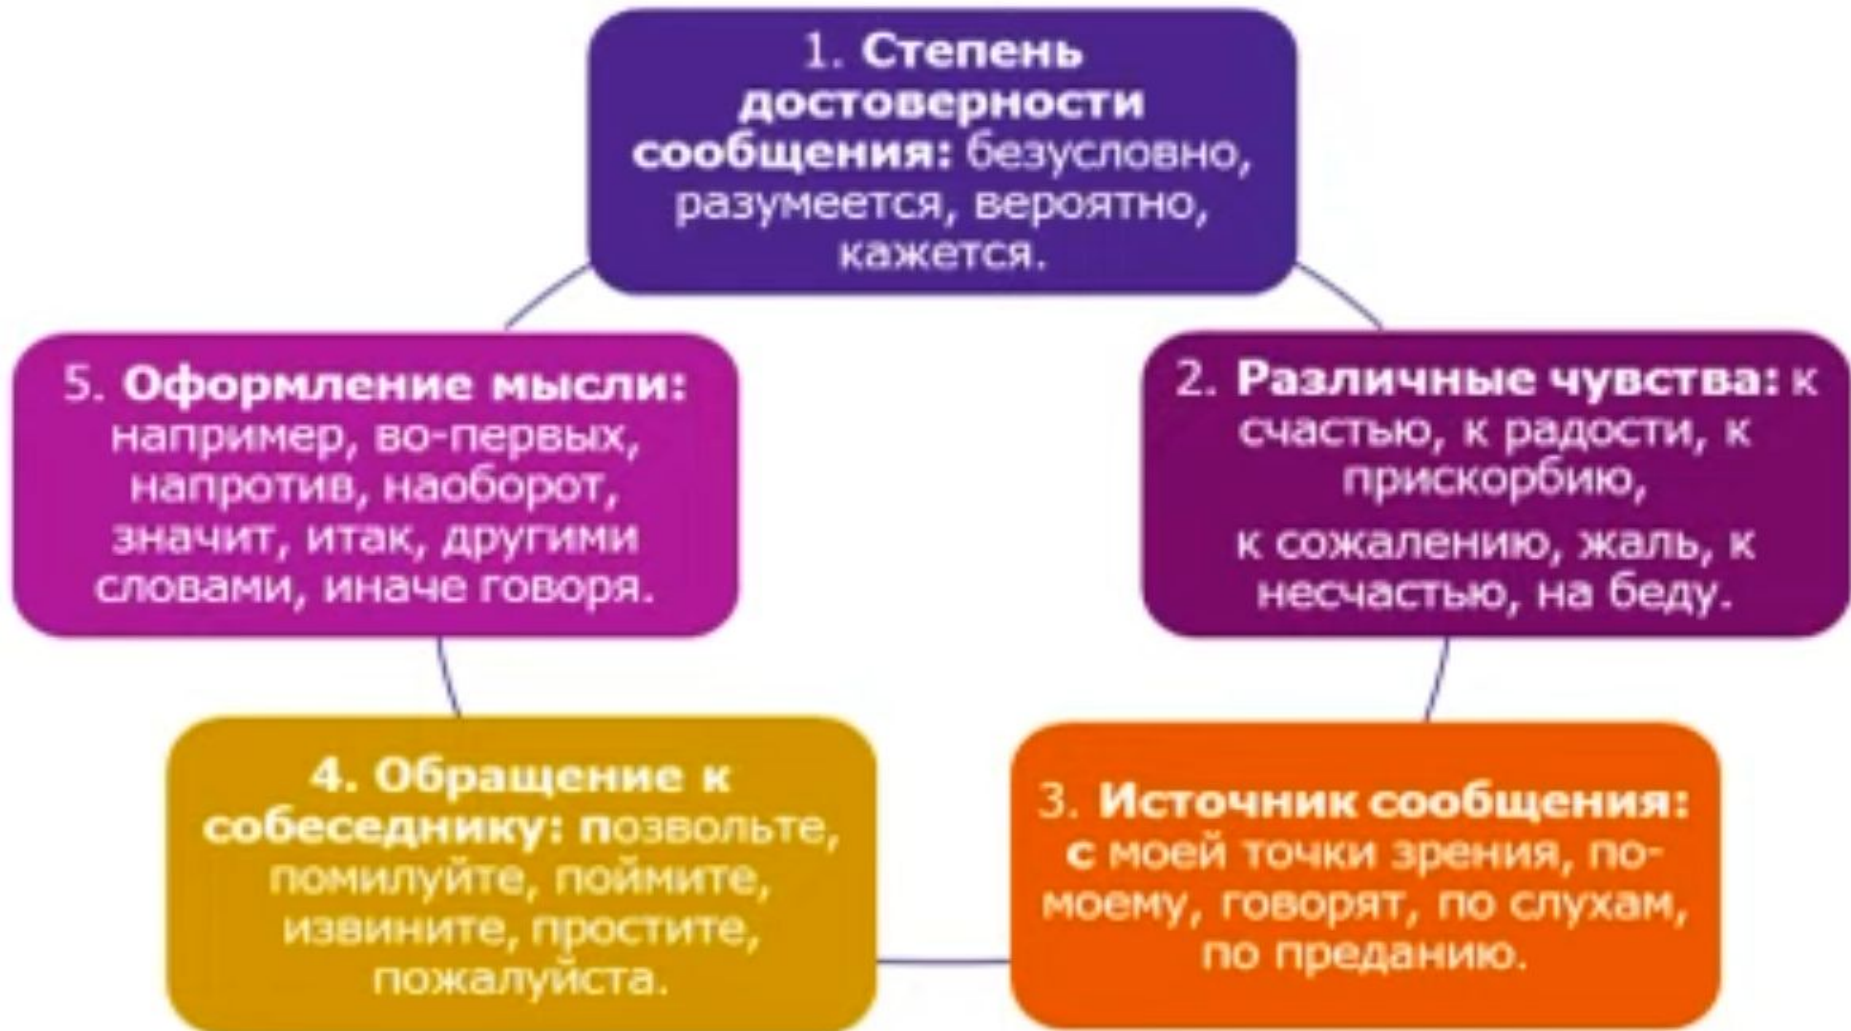 1. Степень
достоверности
сообщения: безусловно,
разумеется, вероятно,
кажется.
2. Различные чувства: к
счастью, к радости, к
прискорбию,
к сожалению, жаль, к
несчастью, на беду.
3. Источник сообщения:
с моей точки зрения, по-
моему, говорят, по слухам,
по преданию.
4. Обращение к
собеседнику: позвольте,
помилуйте, поймите,
извините, простите,
пожалуйста.
5. Оформление мысли:
например, во-первых,
напротив, наоборот,
значит, итак, другими
словами, иначе говоря.